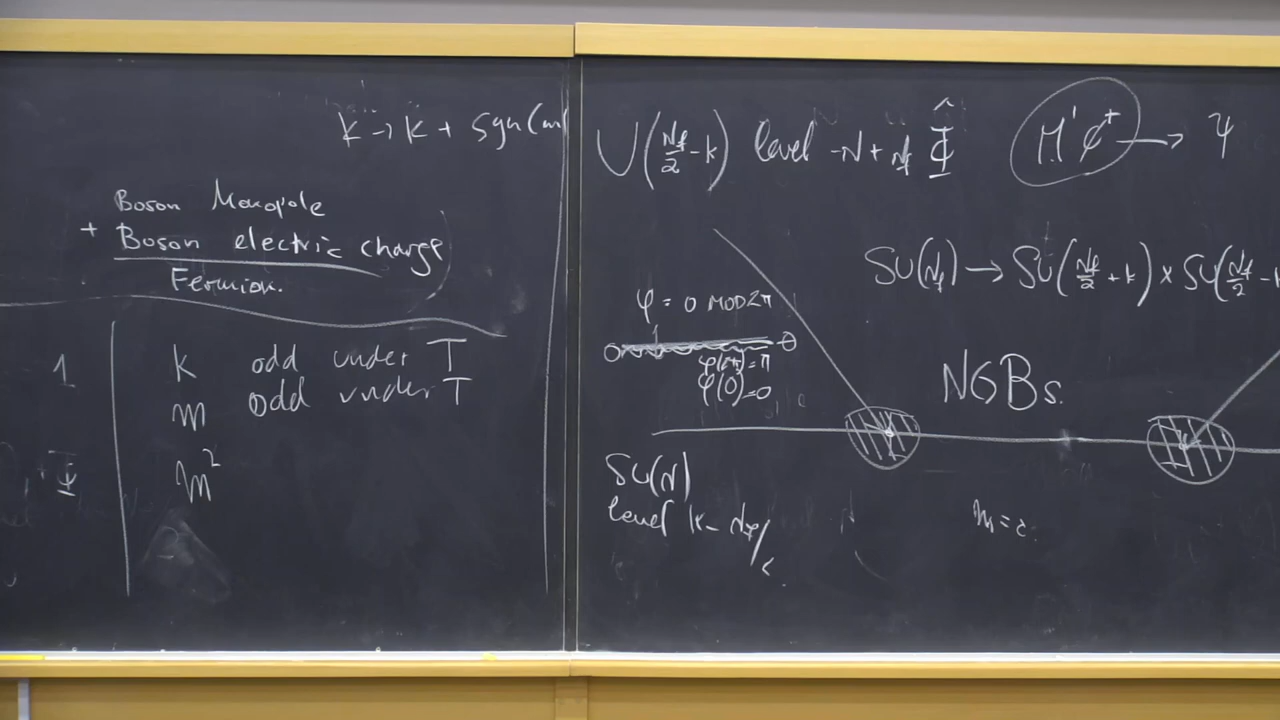 k → k + sgn(m
Boson Monopole
+ Boson electric charge
Fermion.
1 k odd under T
m odd under T
Φ m²
U(Nf/2 - k) level -N + Nf Φ̂
M'φ⁺ → ψ
SU(Nf) → SU(Nf/2 + k) × SU(Nf/2 - k
φ = 0 MOD 2π
φ(0)=0
NGBs.
SU(N)
level k - Nf/2